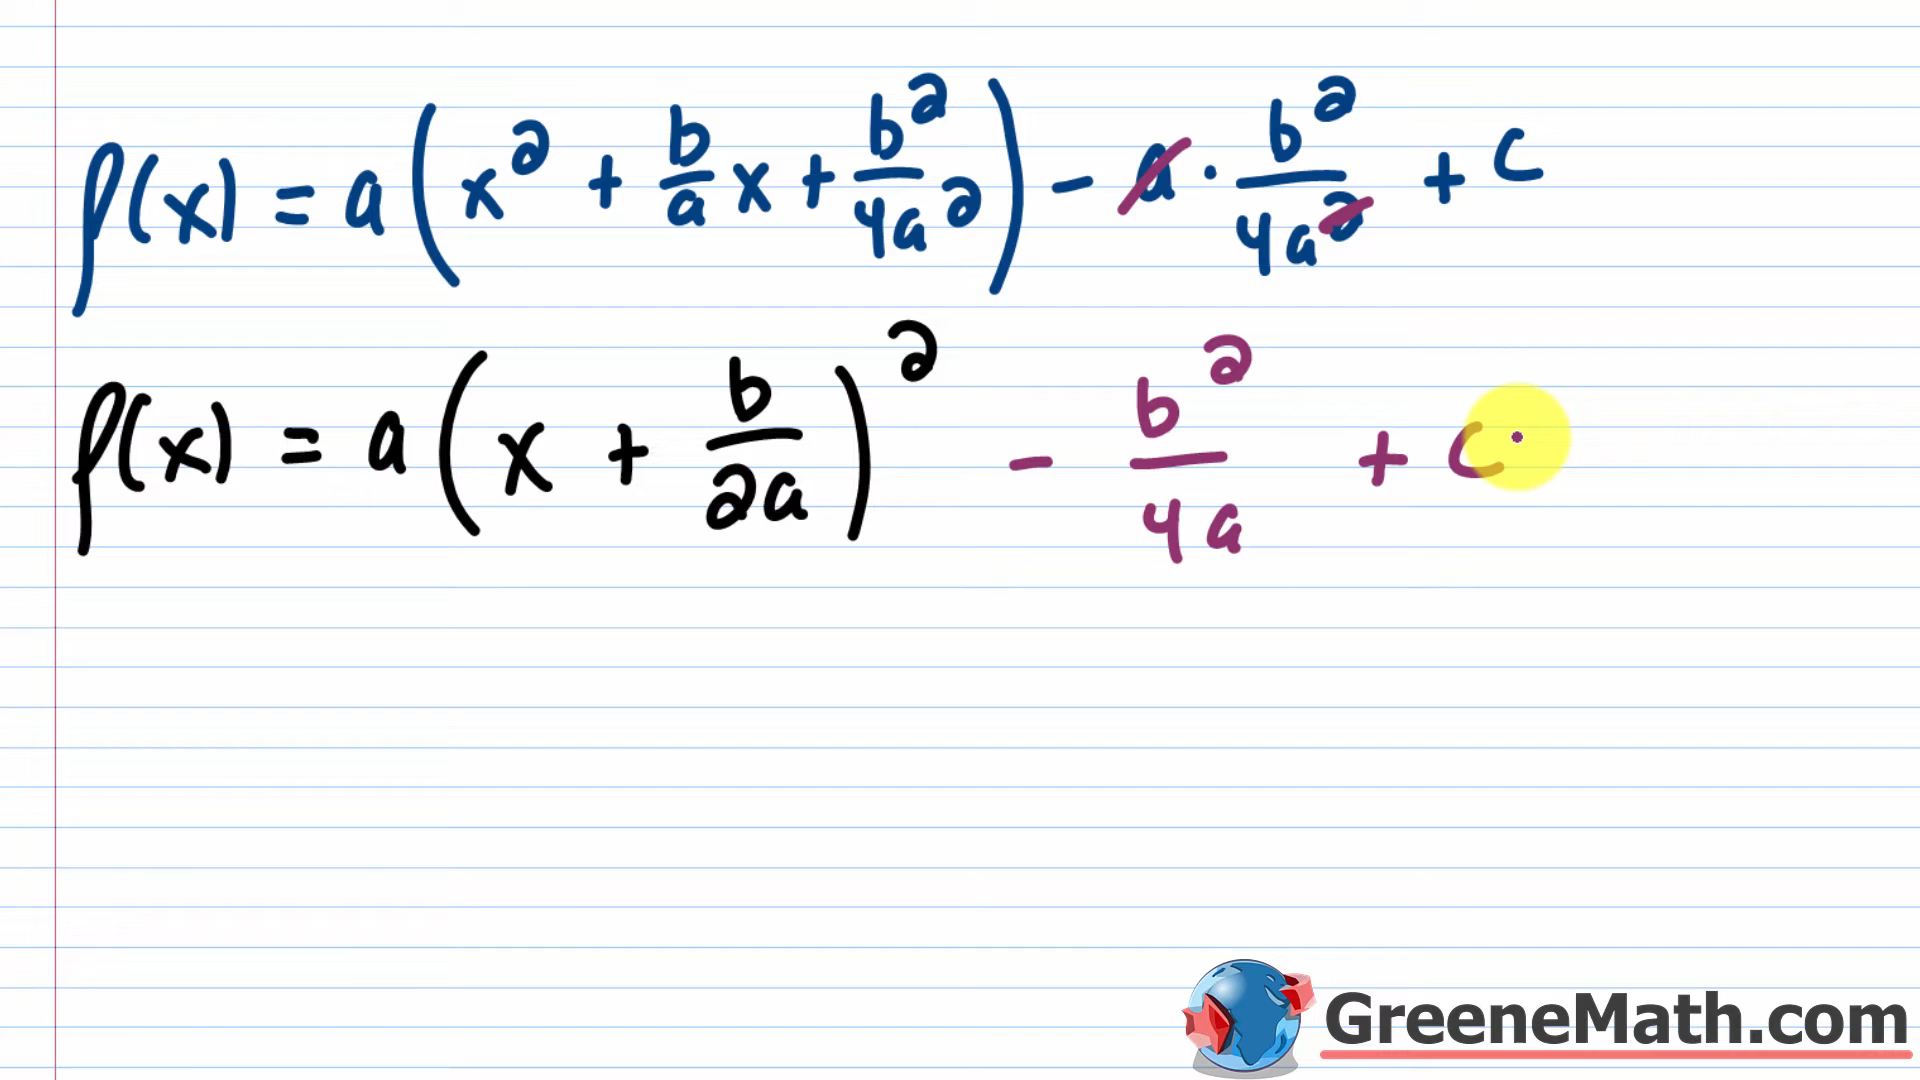 f(x) = a(x² + b/a x + b²/4a²) - a · b²/4a² + c
f(x) = a(x + b/2a)² - b²/4a + c
GreeneMath.com